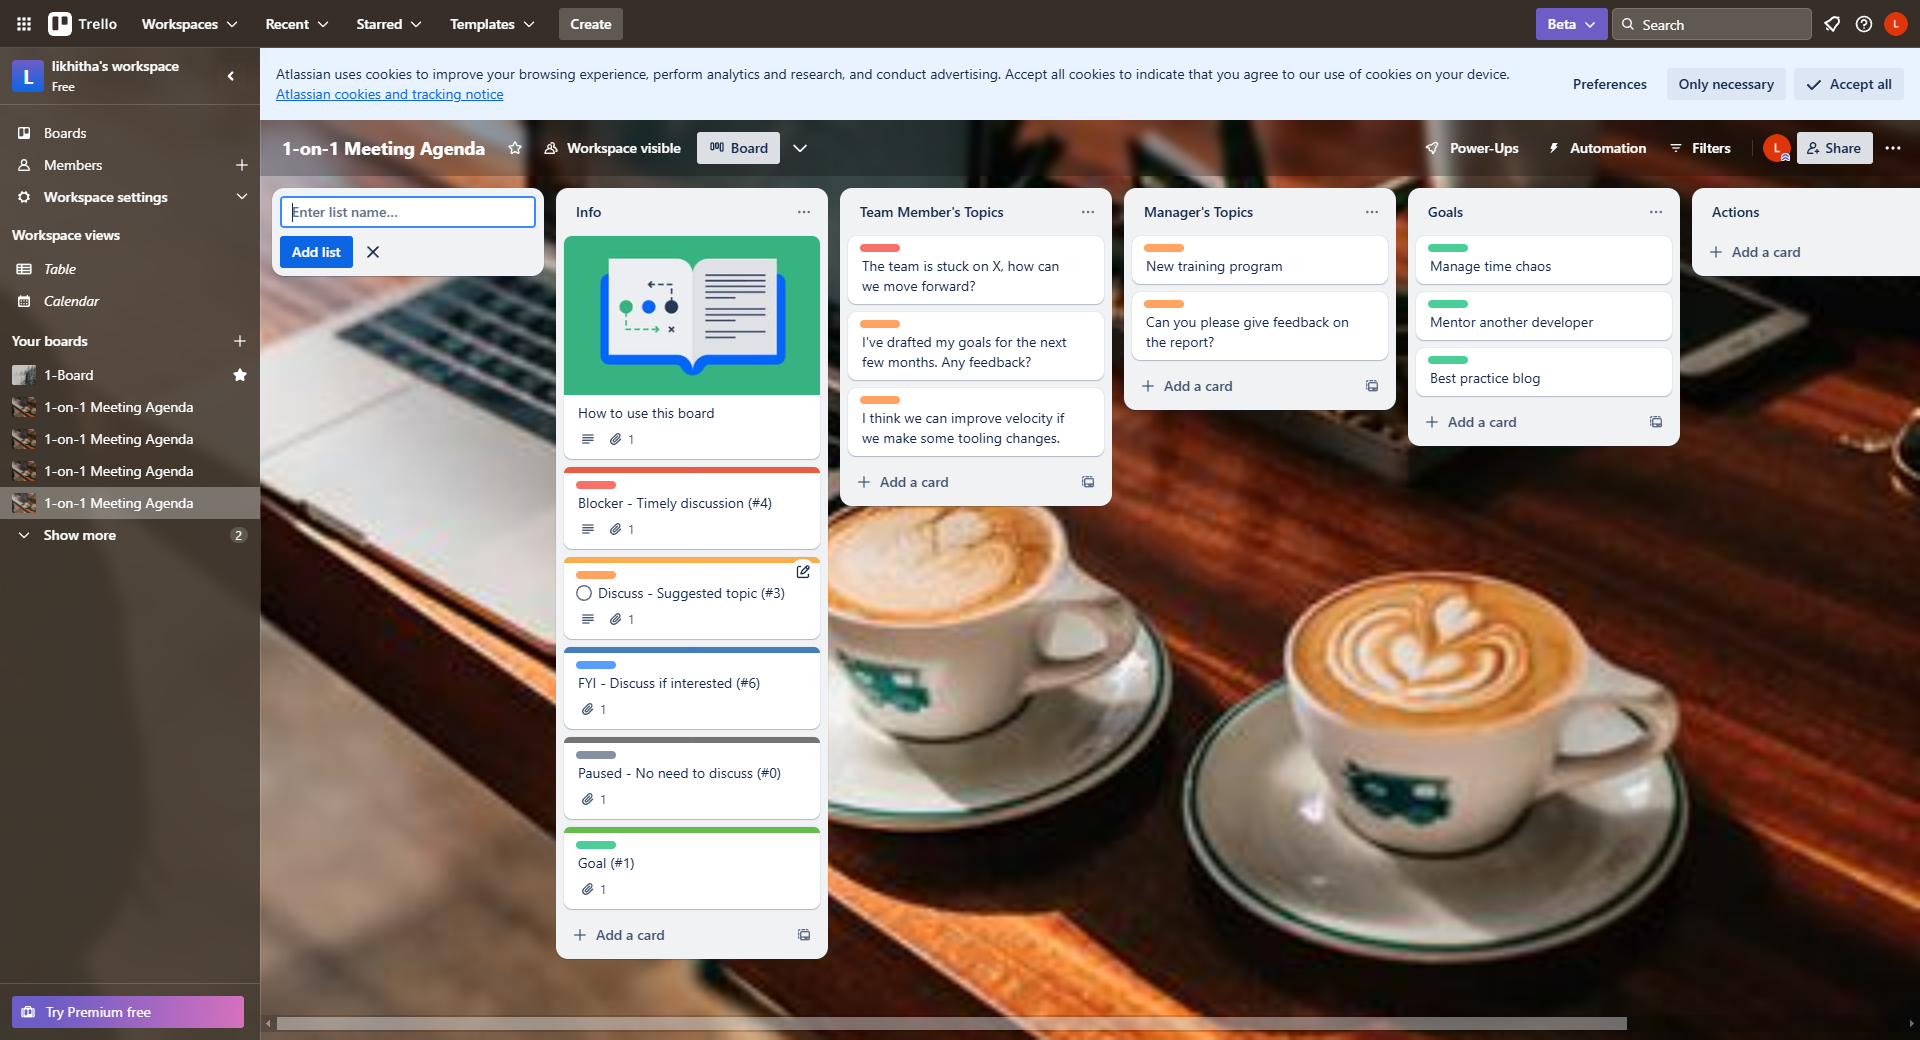 Trello
Workspaces
Recent
Starred
Templates
Create
Beta
Search
L
L
likhitha's workspace
Free
Atlassian uses cookies to improve your browsing experience, perform analytics and research, and conduct advertising. Accept all cookies to indicate that you agree to our use of cookies on your device.
Atlassian cookies and tracking notice
Preferences
Only necessary
Accept all
Boards
Members
Workspace settings
Workspace views
Table
Calendar
Your boards
1-Board
1-on-1 Meeting Agenda
1-on-1 Meeting Agenda
1-on-1 Meeting Agenda
1-on-1 Meeting Agenda
Show more
2
Try Premium free
1-on-1 Meeting Agenda
Workspace visible
Board
Power-Ups
Automation
Filters
L
Share
Enter list name...
Add list
Info
How to use this board
1
Blocker - Timely discussion (#4)
1
Discuss - Suggested topic (#3)
1
FYI - Discuss if interested (#6)
1
Paused - No need to discuss (#0)
1
Goal (#1)
1
Add a card
Team Member's Topics
The team is stuck on X, how can
we move forward?
I've drafted my goals for the next
few months. Any feedback?
I think we can improve velocity if
we make some tooling changes.
Add a card
Manager's Topics
New training program
Can you please give feedback on
the report?
Add a card
Goals
Manage time chaos
Mentor another developer
Best practice blog
Add a card
Actions
Add a card